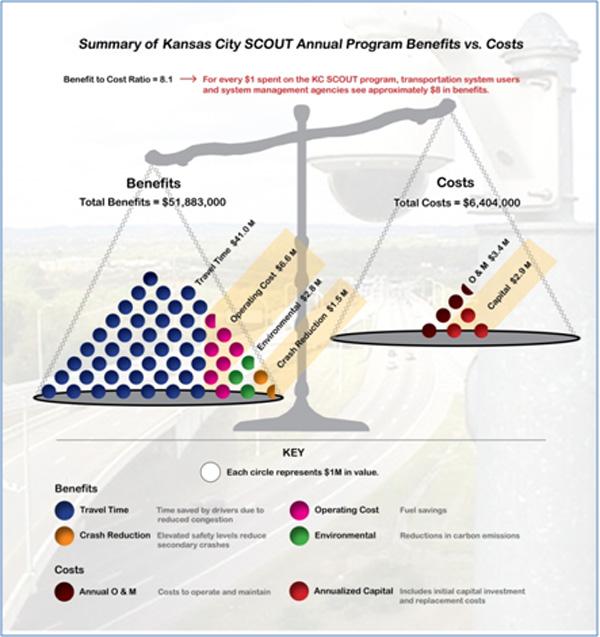 Summary of Kansas City SCOUT Annual Program Benefits vs. Costs
Benefit to Cost Ratio = 8.1
For every $1 spent on the KC SCOUT program, transportation system users
and system management agencies see approximately $8 in benefits.
Benefits
Total Benefits = $51,883,000
Costs
Total Costs = $6,404,000
Travel Time $41.0 M
Operating Cost $6.6 M
Environmental $2.8 M
Crash Reduction $1.5 M
O & M $3.4 M
Capital $2.9 M
KEY
Each circle represents $1M in value.
Benefits
Travel Time
Time saved by drivers due to
reduced congestion
Operating Cost
Fuel savings
Crash Reduction
Elevated safety levels reduce
secondary crashes
Environmental
Reductions in carbon emissions
Costs
Annual O & M
Costs to operate and maintain
Annualized Capital
Includes initial capital investment
and replacement costs